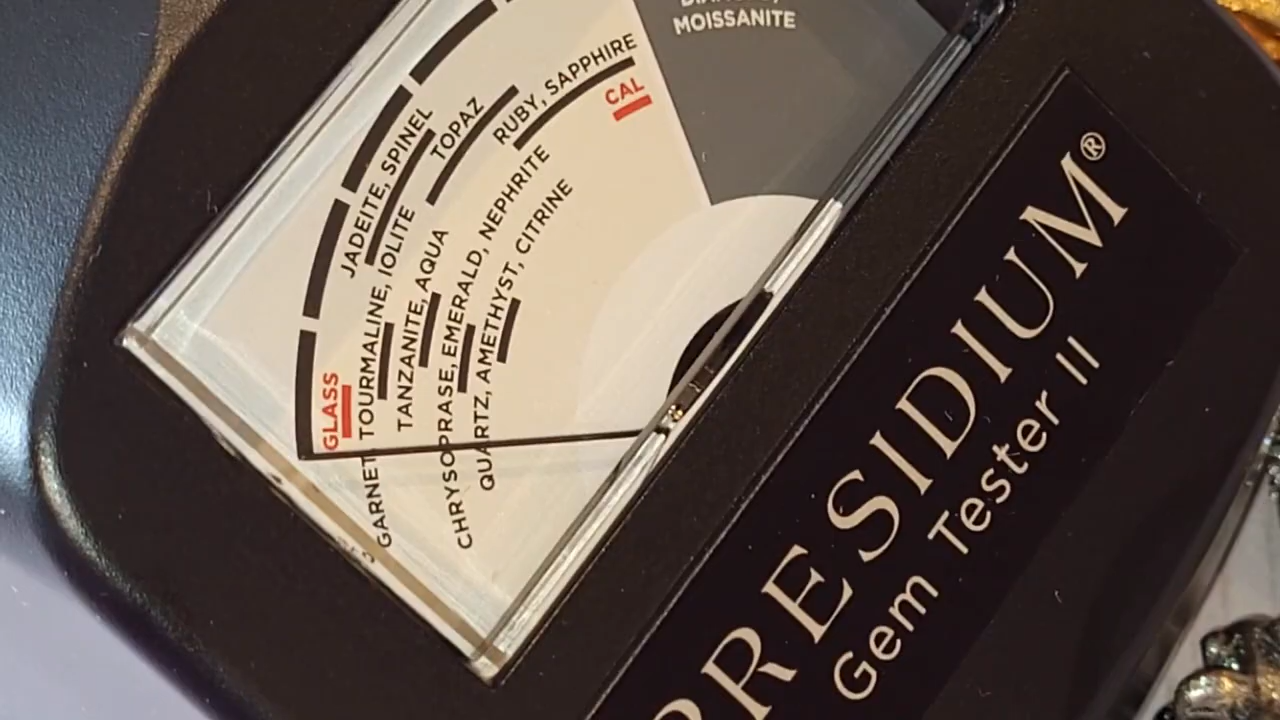 MOISSANITE
RUBY, SAPPHIRE
CAL
TOPAZ
JADEITE, SPINEL
GLASS
GARNET, TOURMALINE, IOLITE
TANZANITE, AQUA
CHRYSOPRASE, EMERALD, NEPHRITE
QUARTZ, AMETHYST, CITRINE
PRESIDIUM®
Gem Tester II